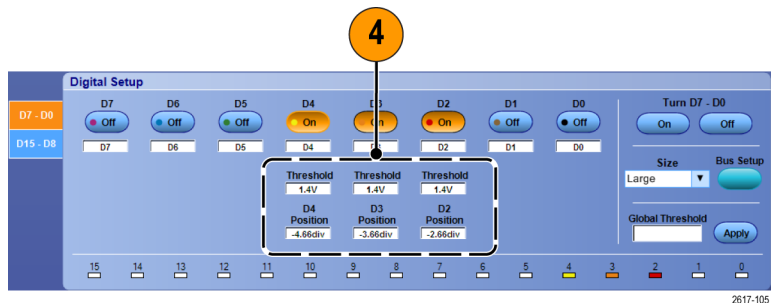 4
Digital Setup
D7 - D0
D15 - D8
D7 D6 D5 D4 D3 D2 D1 D0
Off Off Off On On On Off Off
D7 D6 D5 D4 D2 D1 D0
Threshold Threshold Threshold
1.4V 1.4V 1.4V
D4 D3 D2
Position Position Position
-4.66div -3.66div -2.66div
Turn D7 - D0
On Off
Size Bus Setup
Large
Global Threshold
Apply
15 14 13 12 11 10 9 8 7 6 5 4 3 2 1 0
2617-105